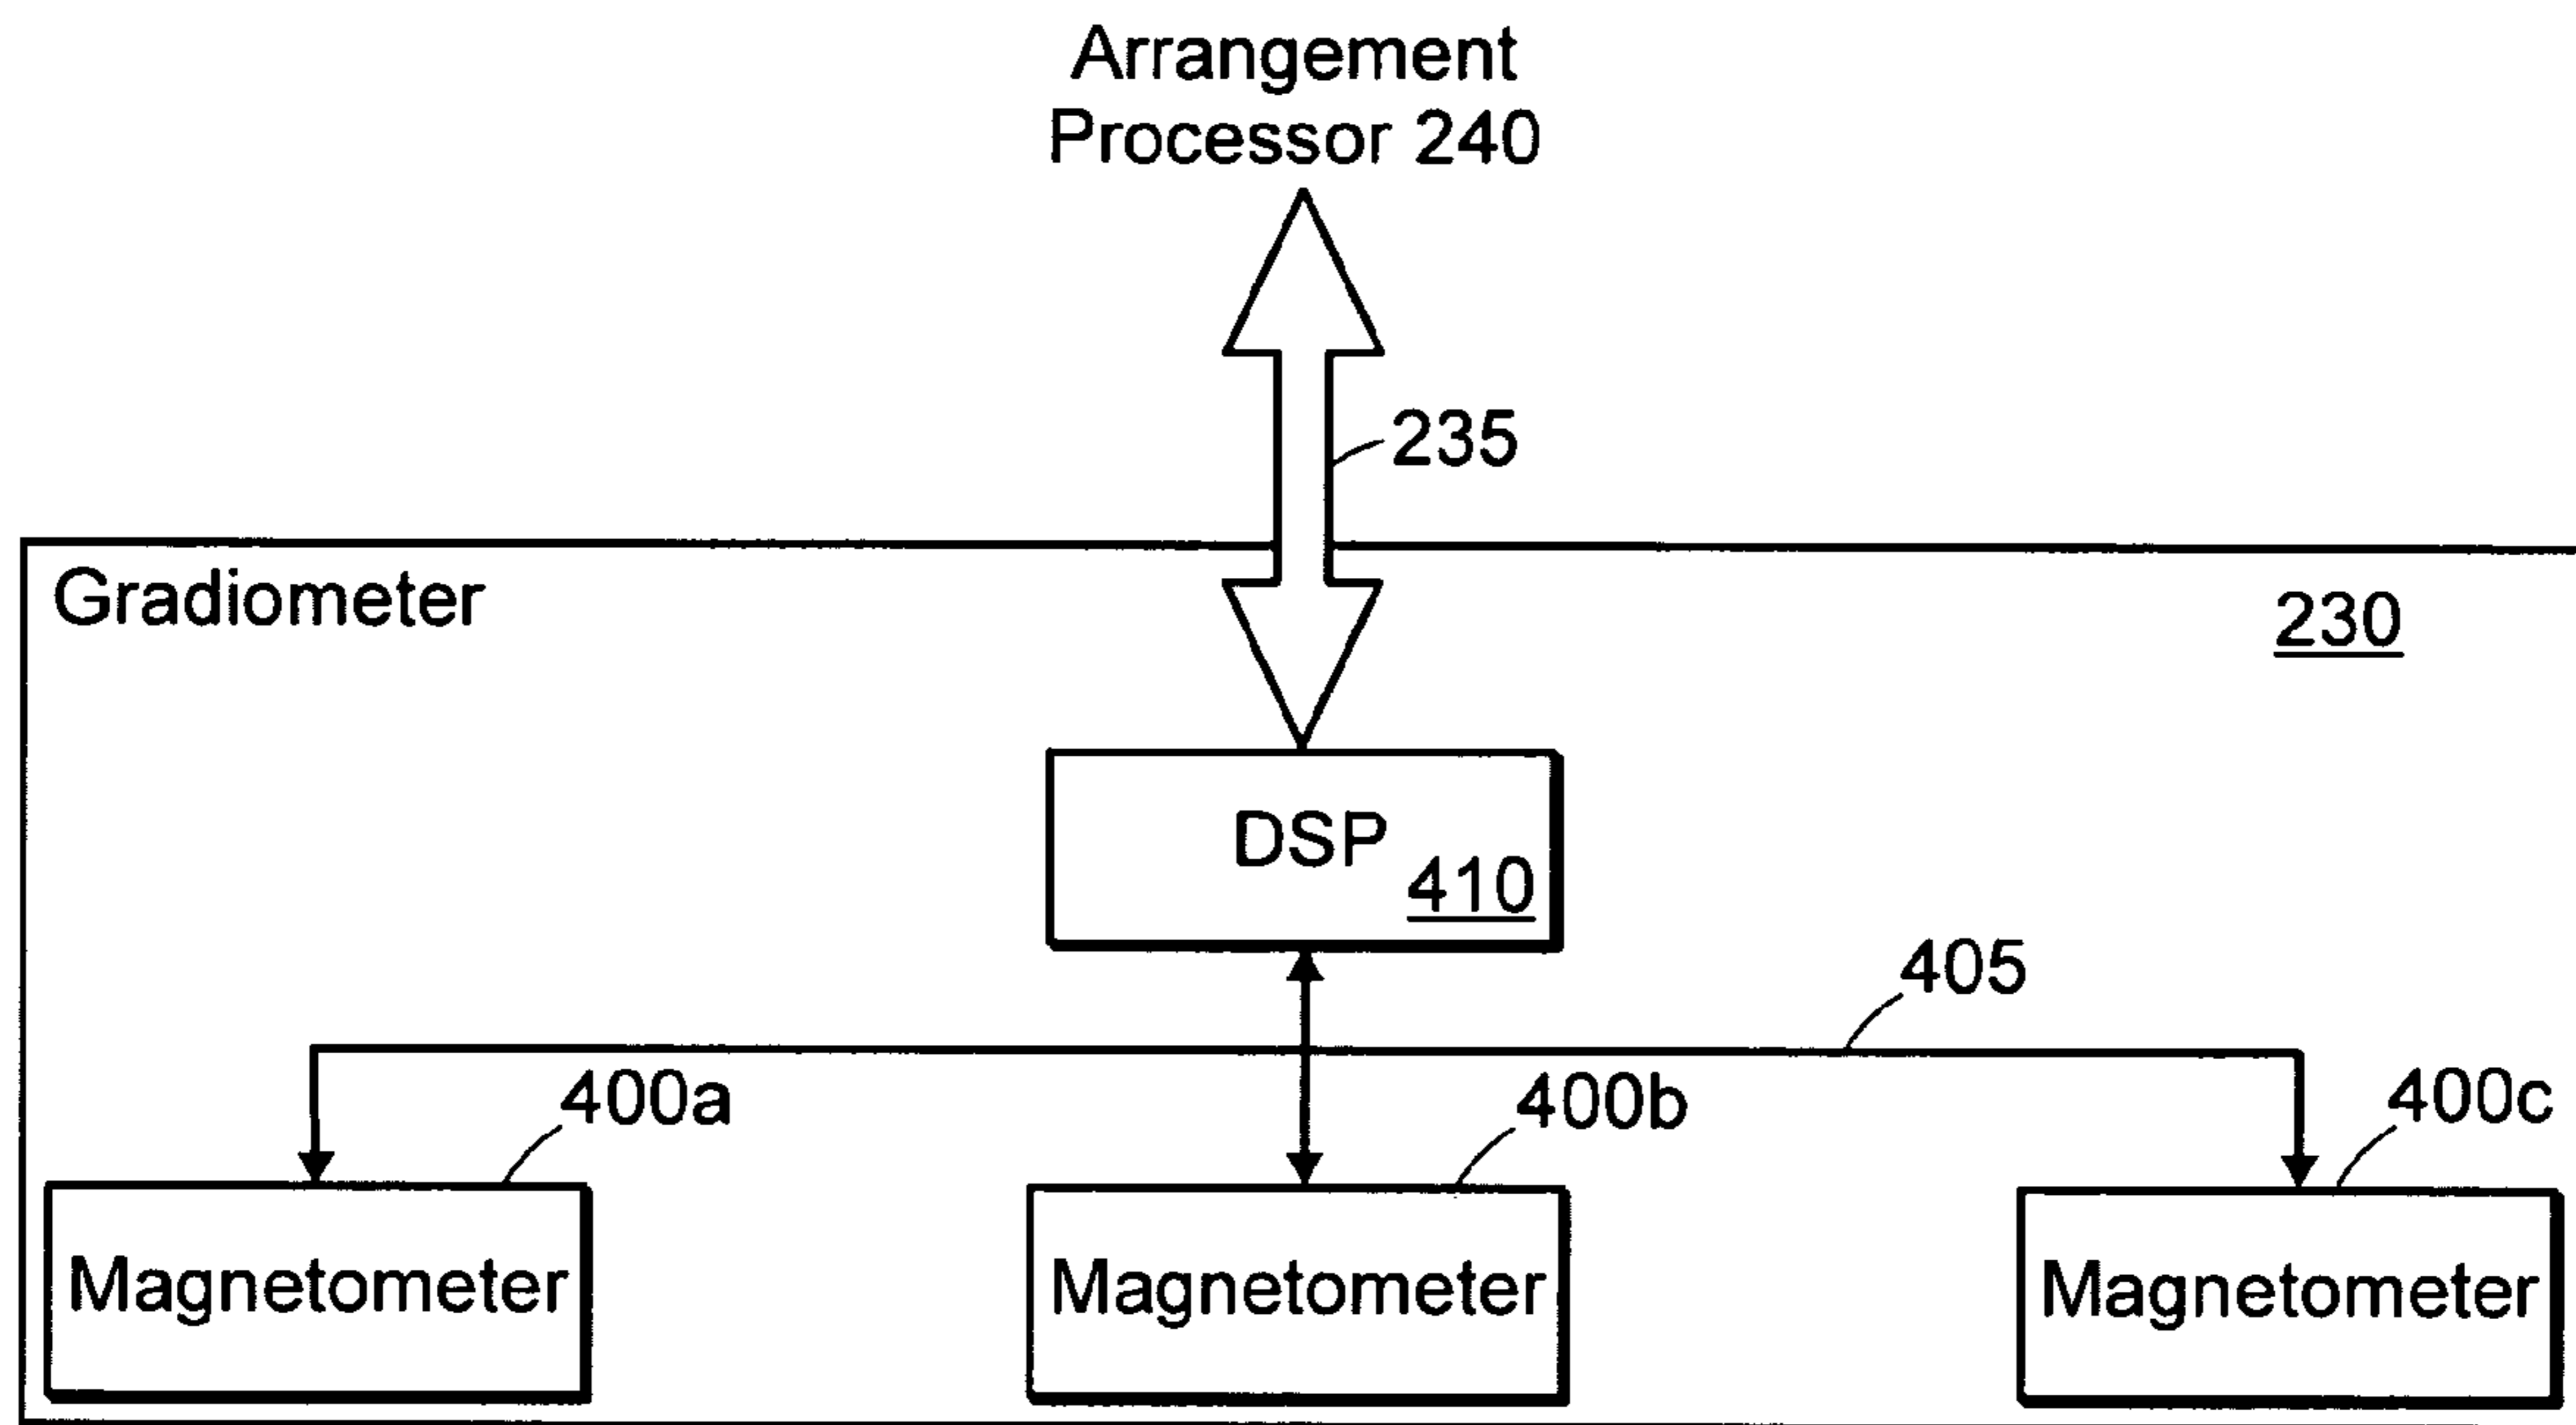 Arrangement
Processor 240
235
Gradiometer
230
DSP
410
405
400a
400b
400c
Magnetometer
Magnetometer
Magnetometer